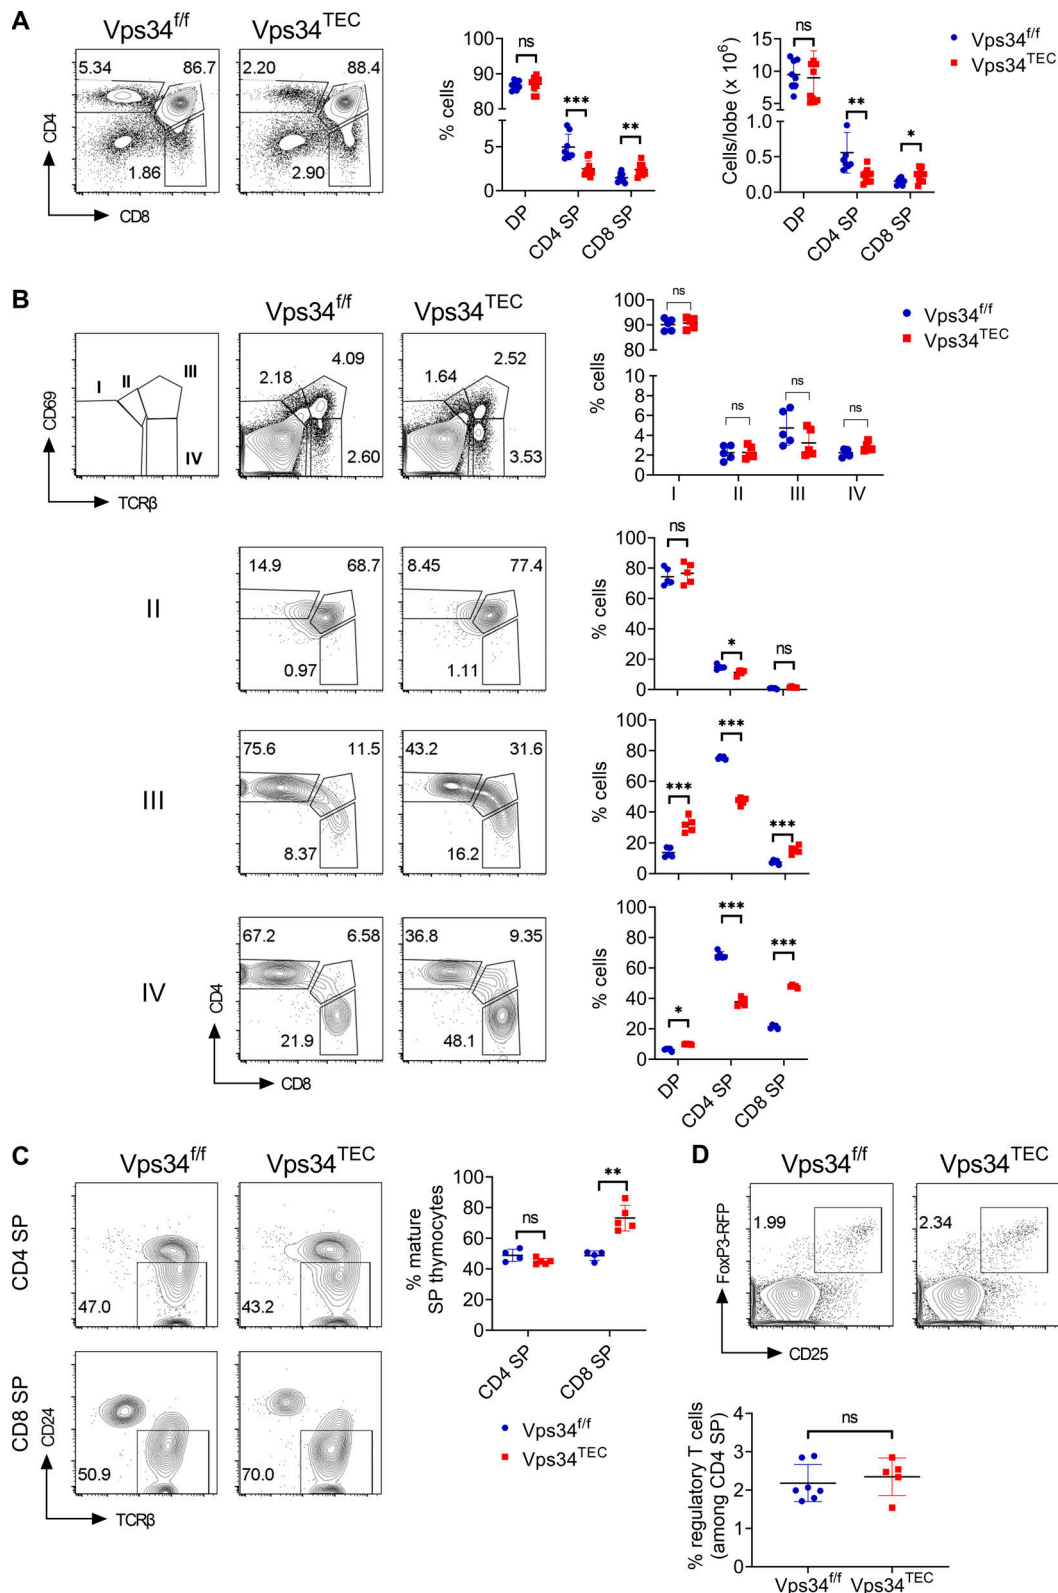 A
Vps34f/f
Vps34TEC
5.34
86.7
1.86
2.20
88.4
2.90
CD4
CD8
% cells
100
90
80
5
0
ns
***
**
DP
CD4 SP
CD8 SP
Cells/lobe (x 10^6)
15
10
5
1.0
0.5
0.0
ns
**
*
DP
CD4 SP
CD8 SP
Vps34f/f
Vps34TEC
B
Vps34f/f
Vps34TEC
I
II
III
IV
CD69
TCRβ
2.18
4.09
2.60
1.64
2.52
3.53
% cells
100
90
80
8
6
4
2
0
ns
ns
ns
ns
I
II
III
IV
Vps34f/f
Vps34TEC
II
14.9
68.7
0.97
8.45
77.4
1.11
% cells
100
80
60
40
20
0
ns
*
ns
III
75.6
11.5
8.37
43.2
31.6
16.2
% cells
100
80
60
40
20
0
***
***
***
IV
67.2
6.58
21.9
36.8
9.35
48.1
CD4
CD8
% cells
100
80
60
40
20
0
*
***
***
DP
CD4 SP
CD8 SP
C
Vps34f/f
Vps34TEC
CD4 SP
47.0
43.2
CD8 SP
50.9
70.0
CD24
TCRβ
% mature
SP thymocytes
100
80
60
40
20
0
ns
**
CD4 SP
CD8 SP
Vps34f/f
Vps34TEC
D
Vps34f/f
Vps34TEC
1.99
2.34
FoxP3-RFP
CD25
% regulatory T cells
(among CD4 SP)
4
3
2
1
0
ns
Vps34f/f
Vps34TEC